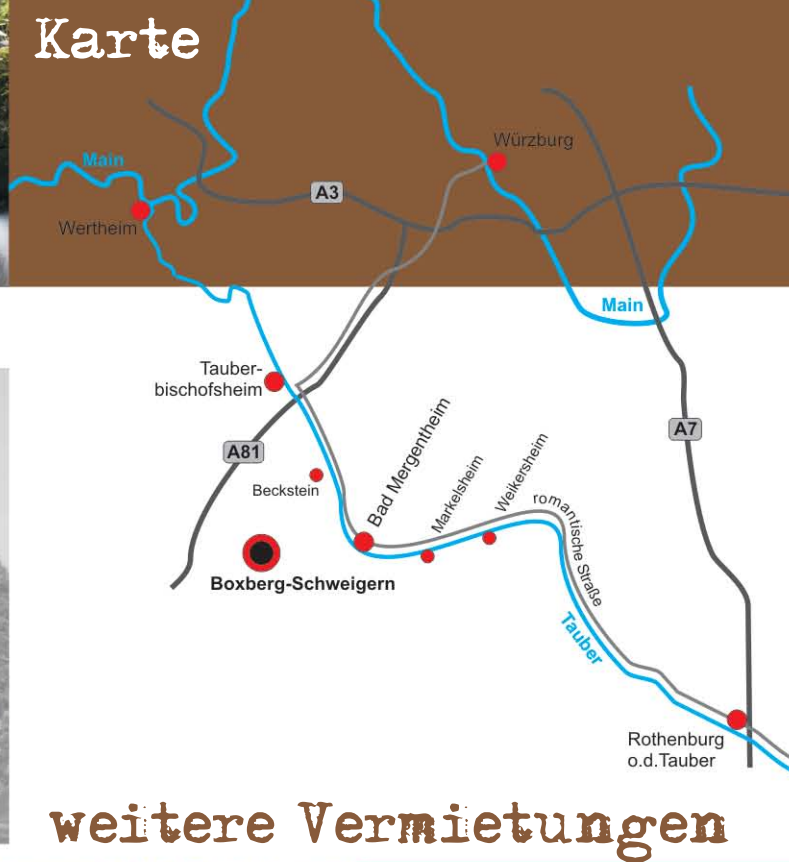 Karte
Würzburg
Main
A3
Wertheim
Main
Tauber-
bischofsheim
A7
A81
Bad Mergentheim
Markelsheim
Weikersheim
Beckstein
romantische Straße
Boxberg-Schweigern
Tauber
Rothenburg
o.d.Tauber
weitere Vermietungen